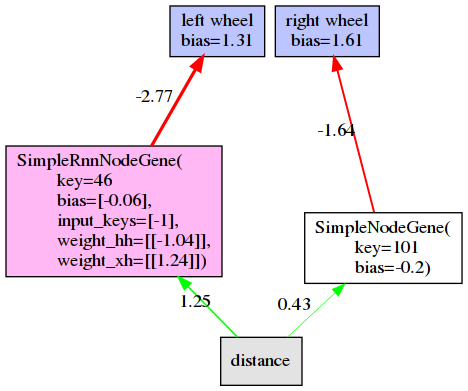 left wheel
bias=1.31
right wheel
bias=1.61
-2.77
-1.64
SimpleRnnNodeGene(
key=46
bias=[-0.06],
input_keys=[-1],
weight_hh=[[-1.04]],
weight_xh=[[1.24]])
SimpleNodeGene(
key=101
bias=-0.2)
1.25
0.43
distance